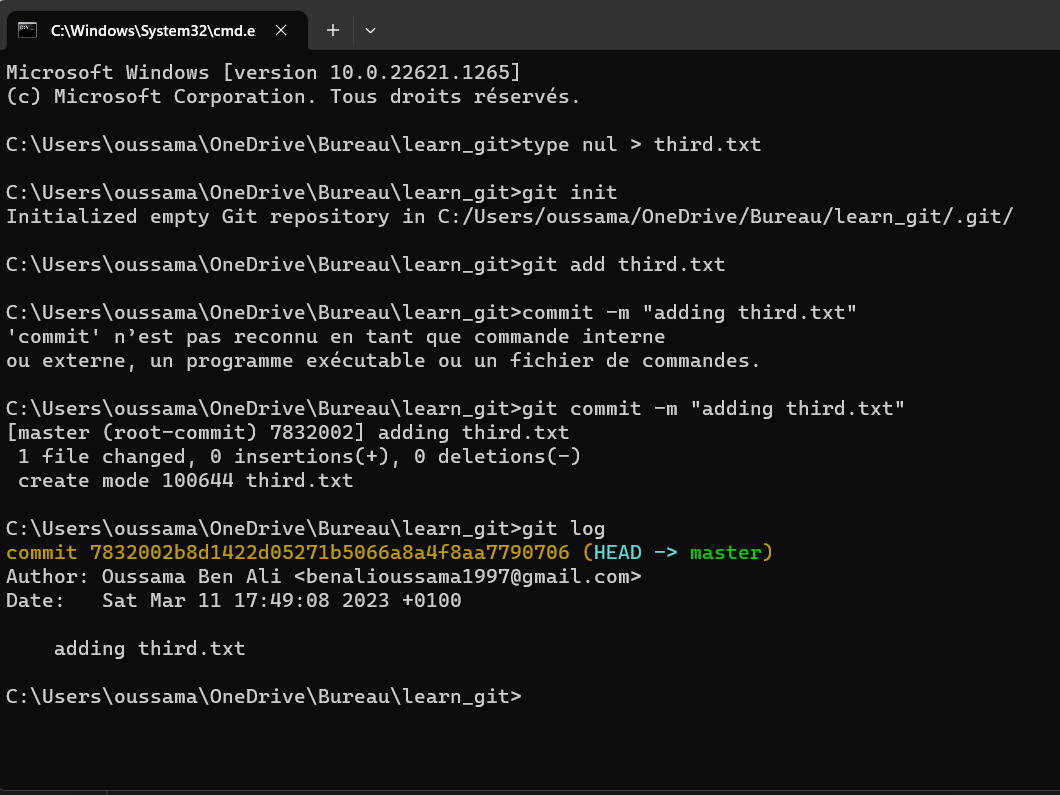 C:\Windows\System32\cmd.e
Microsoft Windows [version 10.0.22621.1265]
(c) Microsoft Corporation. Tous droits réservés.
C:\Users\oussama\OneDrive\Bureau\learn_git>type nul > third.txt
C:\Users\oussama\OneDrive\Bureau\learn_git>git init
Initialized empty Git repository in C:/Users/oussama/OneDrive/Bureau/learn_git/.git/
C:\Users\oussama\OneDrive\Bureau\learn_git>git add third.txt
C:\Users\oussama\OneDrive\Bureau\learn_git>commit -m "adding third.txt"
'commit' n’est pas reconnu en tant que commande interne
ou externe, un programme exécutable ou un fichier de commandes.
C:\Users\oussama\OneDrive\Bureau\learn_git>git commit -m "adding third.txt"
[master (root-commit) 7832002] adding third.txt
 1 file changed, 0 insertions(+), 0 deletions(-)
 create mode 100644 third.txt
C:\Users\oussama\OneDrive\Bureau\learn_git>git log
commit 7832002b8d1422d05271b5066a8a4f8aa7790706 (HEAD -> master)
Author: Oussama Ben Ali <benalioussama1997@gmail.com>
Date:   Sat Mar 11 17:49:08 2023 +0100
    adding third.txt
C:\Users\oussama\OneDrive\Bureau\learn_git>